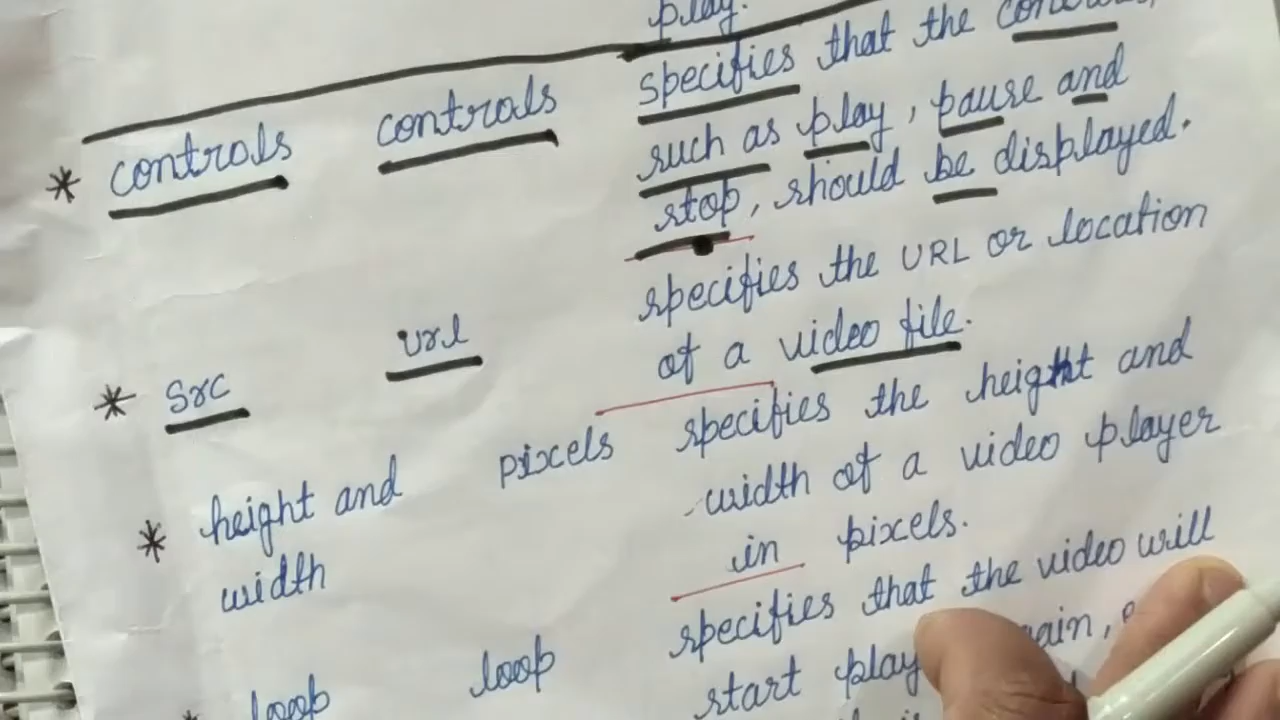 play.
* controls controls specifies that the
such as play, pause and
stop, should be displayed.
* Src url specifies the URL or location
of a video file.
* height and width pixels specifies the height and
width of a video player
in pixels.
* loop loop specifies that the video will
start